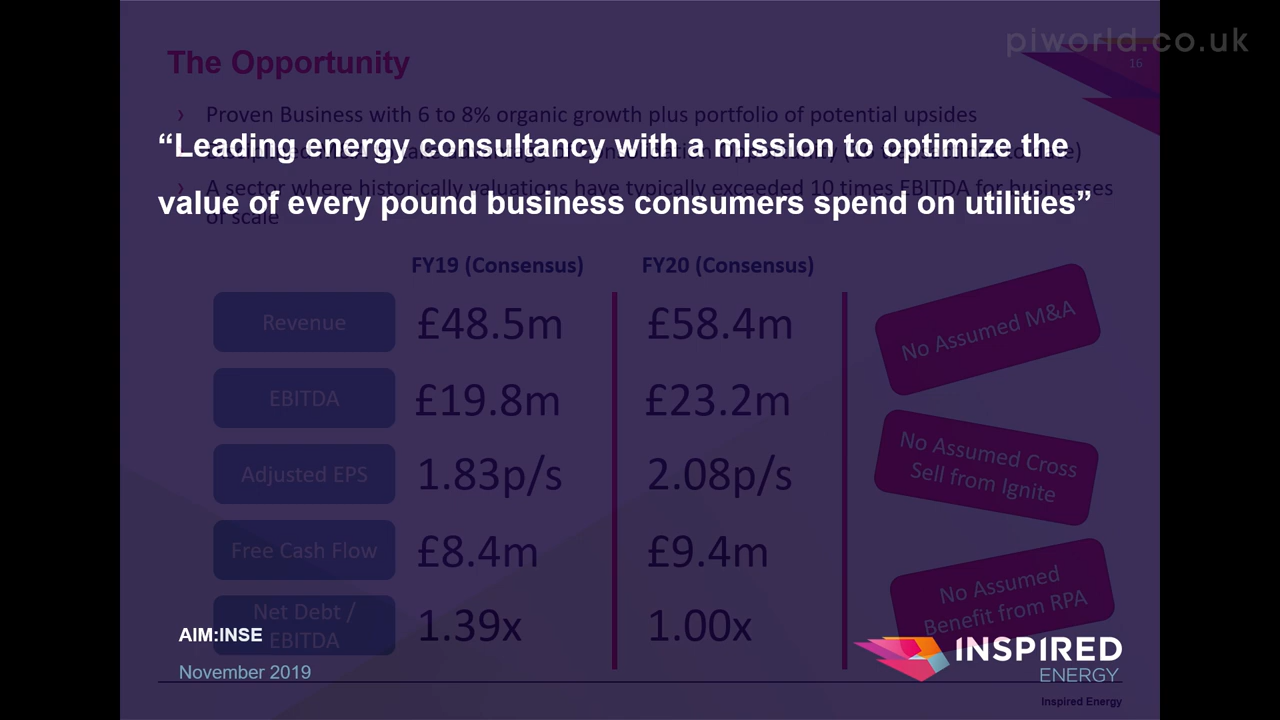 piworld.co.uk
The Opportunity
16
› Proven Business with 6 to 8% organic growth plus portfolio of potential upsides
“Leading energy consultancy with a mission to optimize the
› A sector where historically valuations have typically exceeded 10 times EBITDA for businesses
of scale
value of every pound business consumers spend on utilities”
FY19 (Consensus) FY20 (Consensus)
Revenue £48.5m £58.4m
No Assumed M&A
EBITDA £19.8m £23.2m
Adjusted EPS 1.83p/s 2.08p/s
No Assumed Cross
Sell from Ignite
Free Cash Flow £8.4m £9.4m
No Assumed
Benefit from RPA
Net Debt /
EBITDA 1.39x 1.00x
AIM:INSE
November 2019
INSPIRED
ENERGY
Inspired Energy